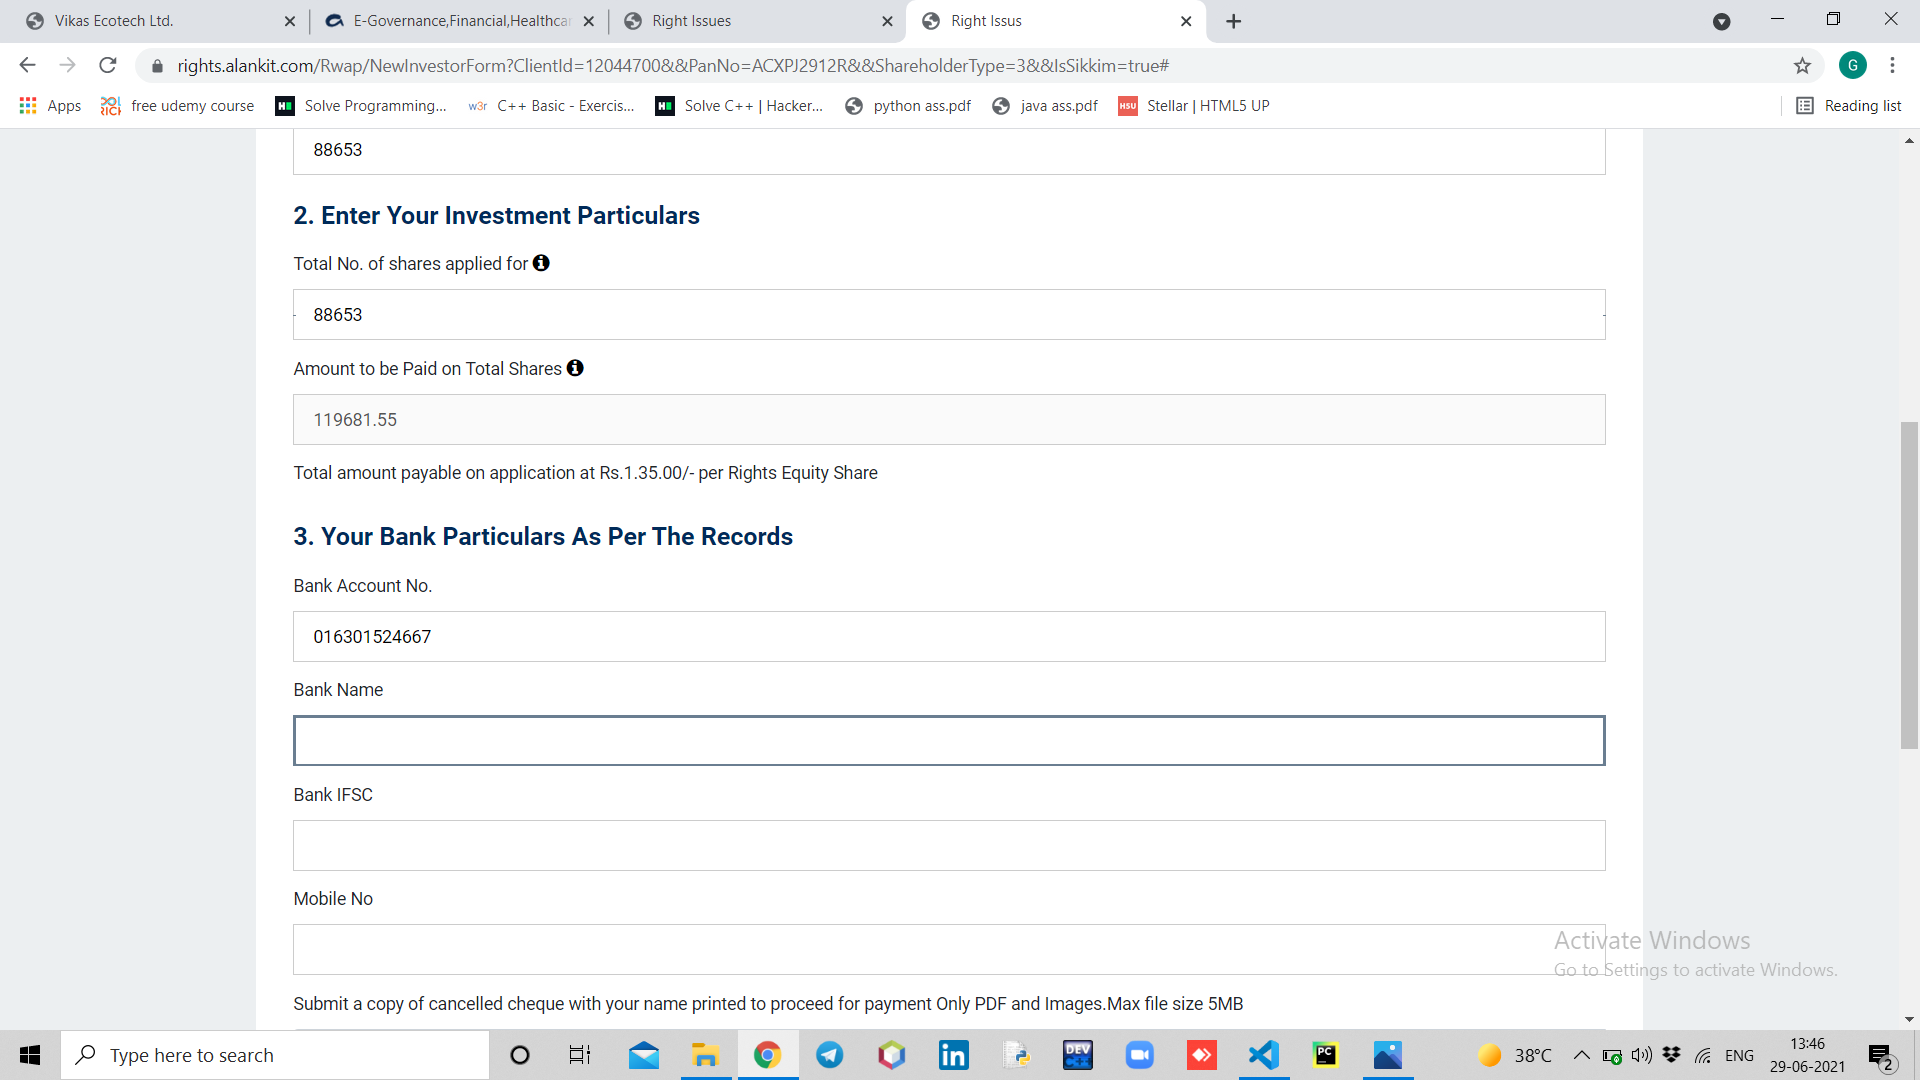 Vikas Ecotech Ltd.
E-Governance,Financial,Healthcar
Right Issues
Right Issus
rights.alankit.com/Rwap/NewInvestorForm?ClientId=12044700&&PanNo=ACXPJ2912R&&ShareholderType=3&&IsSikkim=true#
G
Apps
free udemy course
Solve Programming...
w3r C++ Basic - Exercis...
Solve C++ | Hacker...
python ass.pdf
java ass.pdf
HSU Stellar | HTML5 UP
Reading list
88653
2. Enter Your Investment Particulars
Total No. of shares applied for
88653
Amount to be Paid on Total Shares
119681.55
Total amount payable on application at Rs.1.35.00/- per Rights Equity Share
3. Your Bank Particulars As Per The Records
Bank Account No.
016301524667
Bank Name
Bank IFSC
Mobile No
Activate Windows
Go to Settings to activate Windows.
Submit a copy of cancelled cheque with your name printed to proceed for payment Only PDF and Images.Max file size 5MB
Type here to search
in
DEV C++
PC
38°C
ENG
13:46
29-06-2021
2